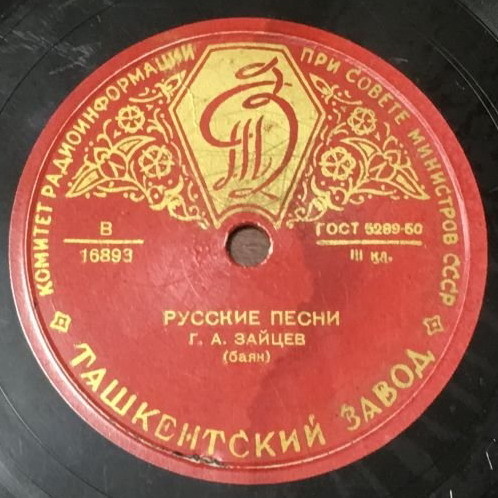 КОМИТЕТ РАДИОИНФОРМАЦИИ ПРИ СОВЕТЕ МИНИСТРОВ СССР
В
16893
ГОСТ 5289-50
III кл.
РУССКИЕ ПЕСНИ
Г. А. ЗАЙЦЕВ
(баян)
ТАШКЕНТСКИЙ ЗАВОД